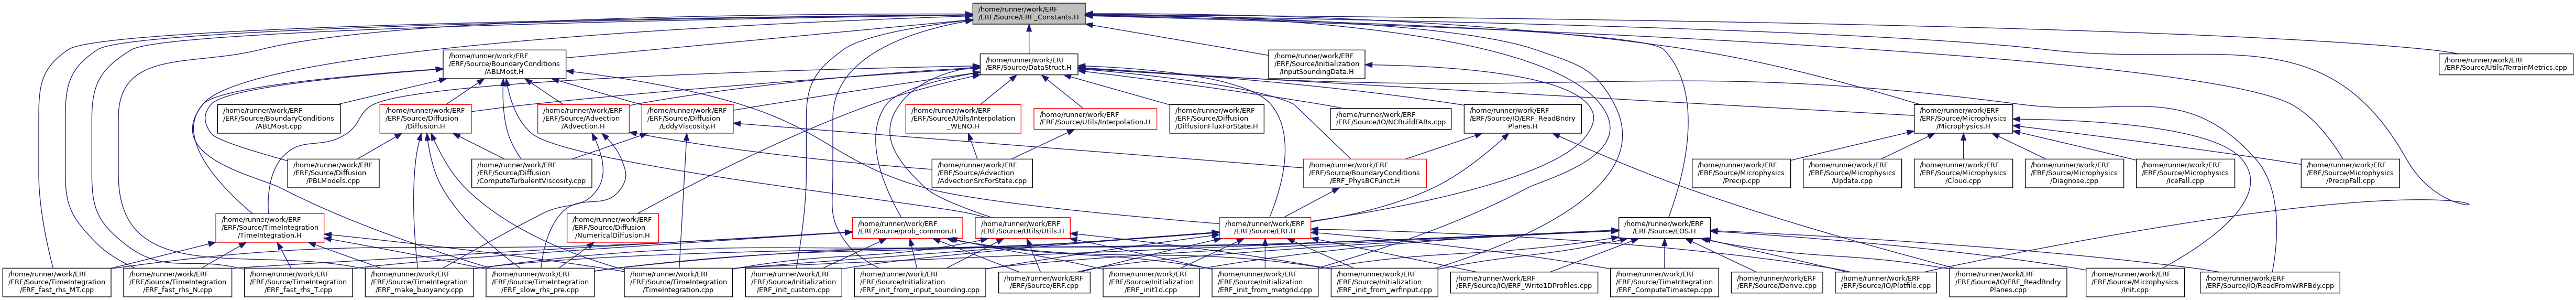 /home/runner/work/ERF
/ERF/Source/ERF_Constants.H
/home/runner/work/ERF
/ERF/Source/BoundaryConditions
/ABLMost.H
/home/runner/work/ERF
/ERF/Source/DataStruct.H
/home/runner/work/ERF
/ERF/Source/Initialization
/InputSoundingData.H
/home/runner/work/ERF
/ERF/Source/Utils/TerrainMetrics.cpp
/home/runner/work/ERF
/ERF/Source/BoundaryConditions
/ABLMost.cpp
/home/runner/work/ERF
/ERF/Source/Diffusion
/Diffusion.H
/home/runner/work/ERF
/ERF/Source/Advection
/Advection.H
/home/runner/work/ERF
/ERF/Source/Diffusion
/EddyViscosity.H
/home/runner/work/ERF
/ERF/Source/Utils/Interpolation
_WENO.H
/home/runner/work/ERF
/ERF/Source/Utils/Interpolation.H
/home/runner/work/ERF
/ERF/Source/Diffusion
/DiffusionFluxForState.H
/home/runner/work/ERF
/ERF/Source/IO/NCBuildFABs.cpp
/home/runner/work/ERF
/ERF/Source/IO/ERF_ReadBndry
Planes.H
/home/runner/work/ERF
/ERF/Source/Microphysics
/Microphysics.H
/home/runner/work/ERF
/ERF/Source/Diffusion
/PBLModels.cpp
/home/runner/work/ERF
/ERF/Source/Diffusion
/ComputeTurbulentViscosity.cpp
/home/runner/work/ERF
/ERF/Source/Advection
/AdvectionSrcForState.cpp
/home/runner/work/ERF
/ERF/Source/BoundaryConditions
/ERF_PhysBCFunct.H
/home/runner/work/ERF
/ERF/Source/Microphysics
/Precip.cpp
/home/runner/work/ERF
/ERF/Source/Microphysics
/Update.cpp
/home/runner/work/ERF
/ERF/Source/Microphysics
/Cloud.cpp
/home/runner/work/ERF
/ERF/Source/Microphysics
/Diagnose.cpp
/home/runner/work/ERF
/ERF/Source/Microphysics
/IceFall.cpp
/home/runner/work/ERF
/ERF/Source/Microphysics
/PrecipFall.cpp
/home/runner/work/ERF
/ERF/Source/TimeIntegration
/TimeIntegration.H
/home/runner/work/ERF
/ERF/Source/Diffusion
/NumericalDiffusion.H
/home/runner/work/ERF
/ERF/Source/prob_common.H
/home/runner/work/ERF
/ERF/Source/Utils/Utils.H
/home/runner/work/ERF
/ERF/Source/ERF.H
/home/runner/work/ERF
/ERF/Source/EOS.H
/home/runner/work/ERF
/ERF/Source/TimeIntegration
/ERF_fast_rhs_MT.cpp
/home/runner/work/ERF
/ERF/Source/TimeIntegration
/ERF_fast_rhs_N.cpp
/home/runner/work/ERF
/ERF/Source/TimeIntegration
/ERF_fast_rhs_T.cpp
/home/runner/work/ERF
/ERF/Source/TimeIntegration
/ERF_make_buoyancy.cpp
/home/runner/work/ERF
/ERF/Source/TimeIntegration
/ERF_slow_rhs_pre.cpp
/home/runner/work/ERF
/ERF/Source/TimeIntegration
/TimeIntegration.cpp
/home/runner/work/ERF
/ERF/Source/Initialization
/ERF_init_custom.cpp
/home/runner/work/ERF
/ERF/Source/Initialization
/ERF_init_from_input_sounding.cpp
/home/runner/work/ERF
/ERF/Source/ERF.cpp
/home/runner/work/ERF
/ERF/Source/Initialization
/ERF_init1d.cpp
/home/runner/work/ERF
/ERF/Source/Initialization
/ERF_init_from_metgrid.cpp
/home/runner/work/ERF
/ERF/Source/Initialization
/ERF_init_from_wrfinput.cpp
/home/runner/work/ERF
/ERF/Source/IO/ERF_Write1DProfiles.cpp
/home/runner/work/ERF
/ERF/Source/TimeIntegration
/ERF_ComputeTimestep.cpp
/home/runner/work/ERF
/ERF/Source/Derive.cpp
/home/runner/work/ERF
/ERF/Source/IO/Plotfile.cpp
/home/runner/work/ERF
/ERF/Source/IO/ERF_ReadBndry
Planes.cpp
/home/runner/work/ERF
/ERF/Source/Microphysics
/Init.cpp
/home/runner/work/ERF
/ERF/Source/IO/ReadFromWRFBdy.cpp